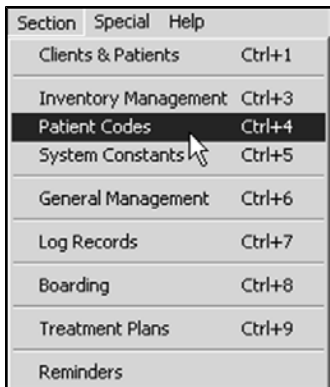 Section Special Help
Clients & Patients Ctrl+1
Inventory Management Ctrl+3
Patient Codes Ctrl+4
System Constants Ctrl+5
General Management Ctrl+6
Log Records Ctrl+7
Boarding Ctrl+8
Treatment Plans Ctrl+9
Reminders